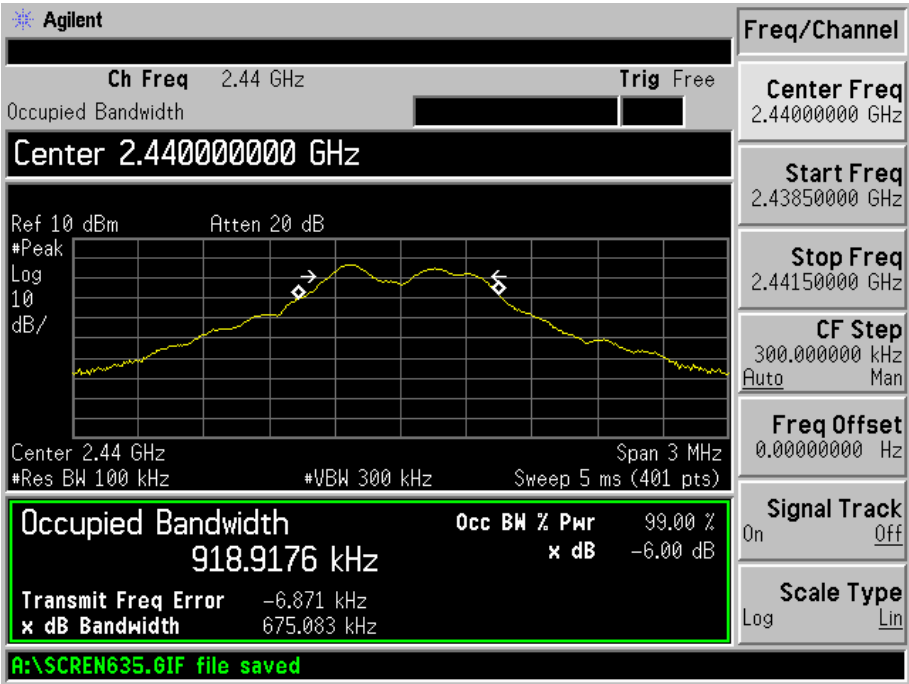 Agilent
Freq/Channel
Ch Freq 2.44 GHz Trig Free
Occupied Bandwidth
Center 2.440000000 GHz
Ref 10 dBm Atten 20 dB
#Peak
Log
10
dB/
Center 2.44 GHz Span 3 MHz
#Res BW 100 kHz #VBW 300 kHz Sweep 5 ms (401 pts)
Occupied Bandwidth
918.9176 kHz
Occ BW % Pwr 99.00 %
x dB -6.00 dB
Transmit Freq Error -6.871 kHz
x dB Bandwidth 675.083 kHz
A:\SCREN635.GIF file saved
Center Freq
2.44000000 GHz
Start Freq
2.43850000 GHz
Stop Freq
2.44150000 GHz
CF Step
300.000000 kHz
Auto Man
Freq Offset
0.00000000 Hz
Signal Track
On Off
Scale Type
Log Lin